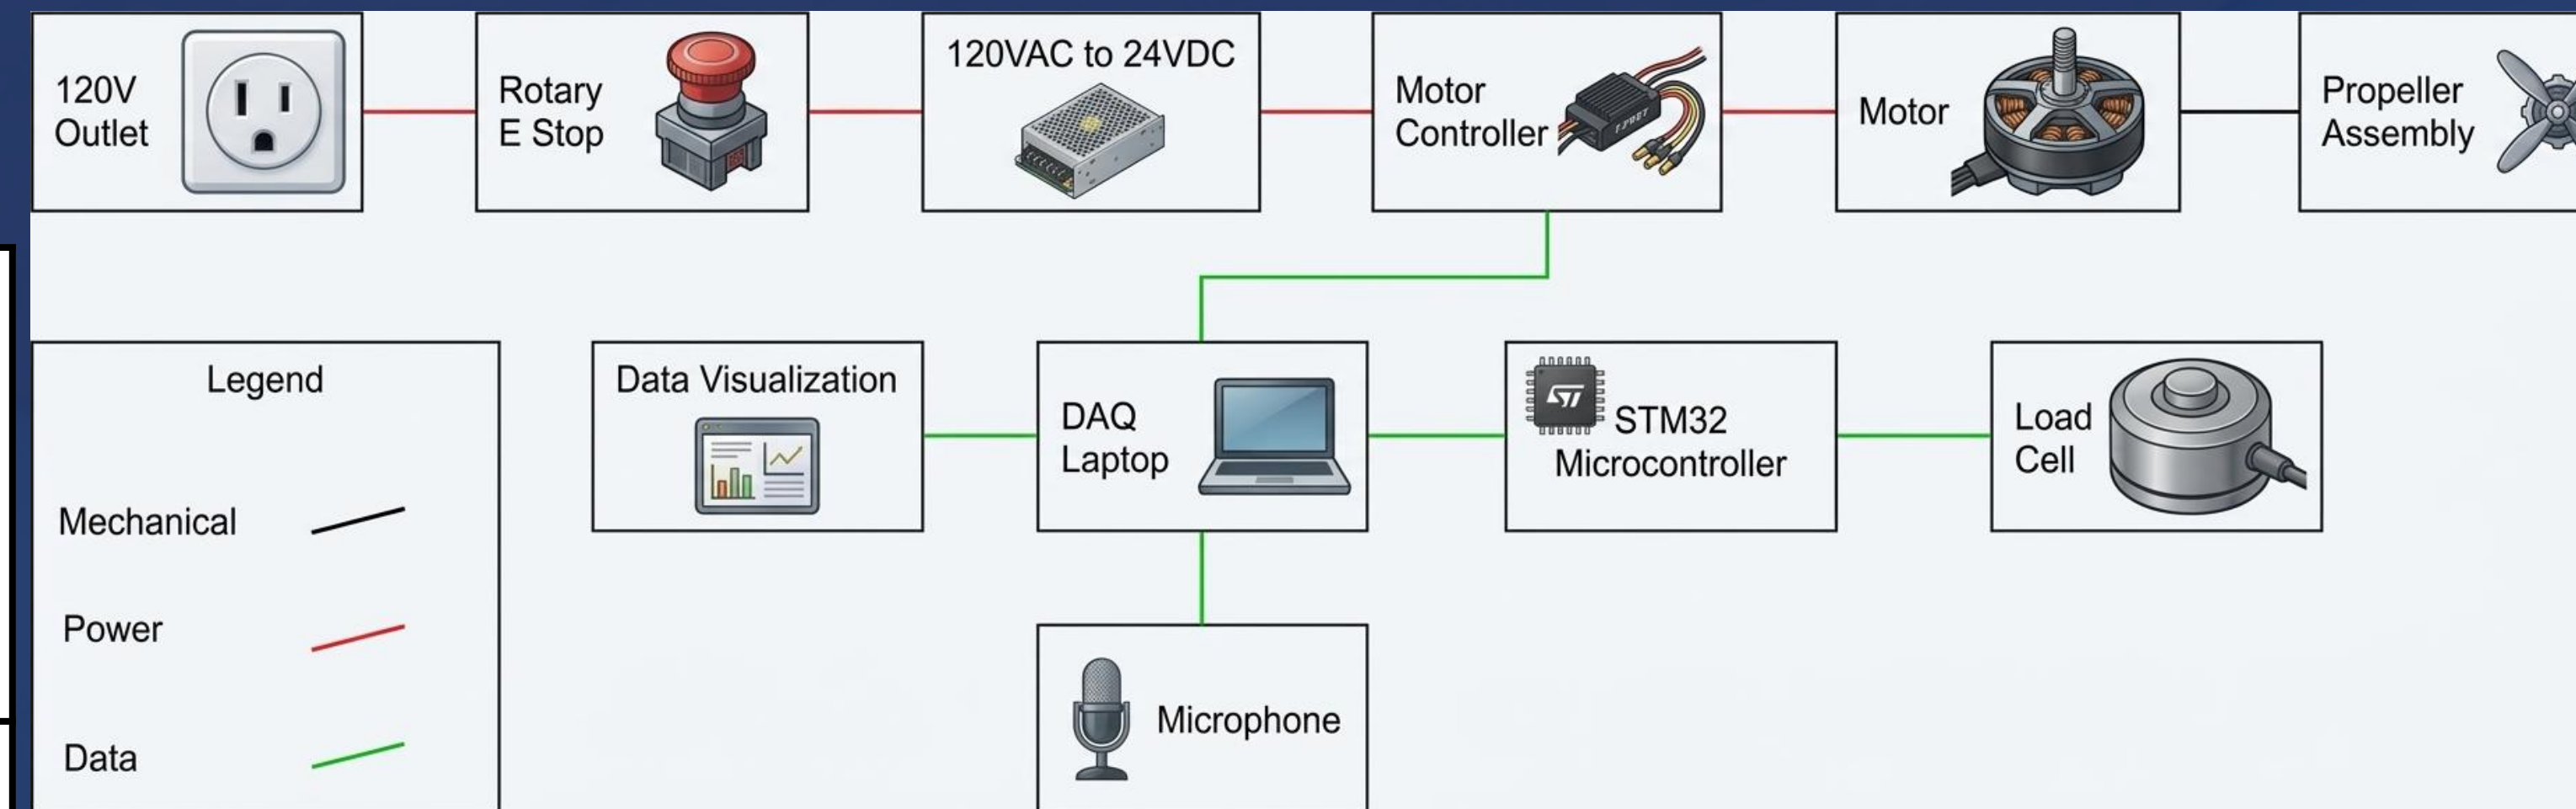 120V
Outlet
Rotary
E Stop
120VAC to 24VDC
Motor
Controller
Motor
Propeller
Assembly
Legend
Mechanical
Power
Data
Data Visualization
DAQ
Laptop
STM32
Microcontroller
Load
Cell
Microphone